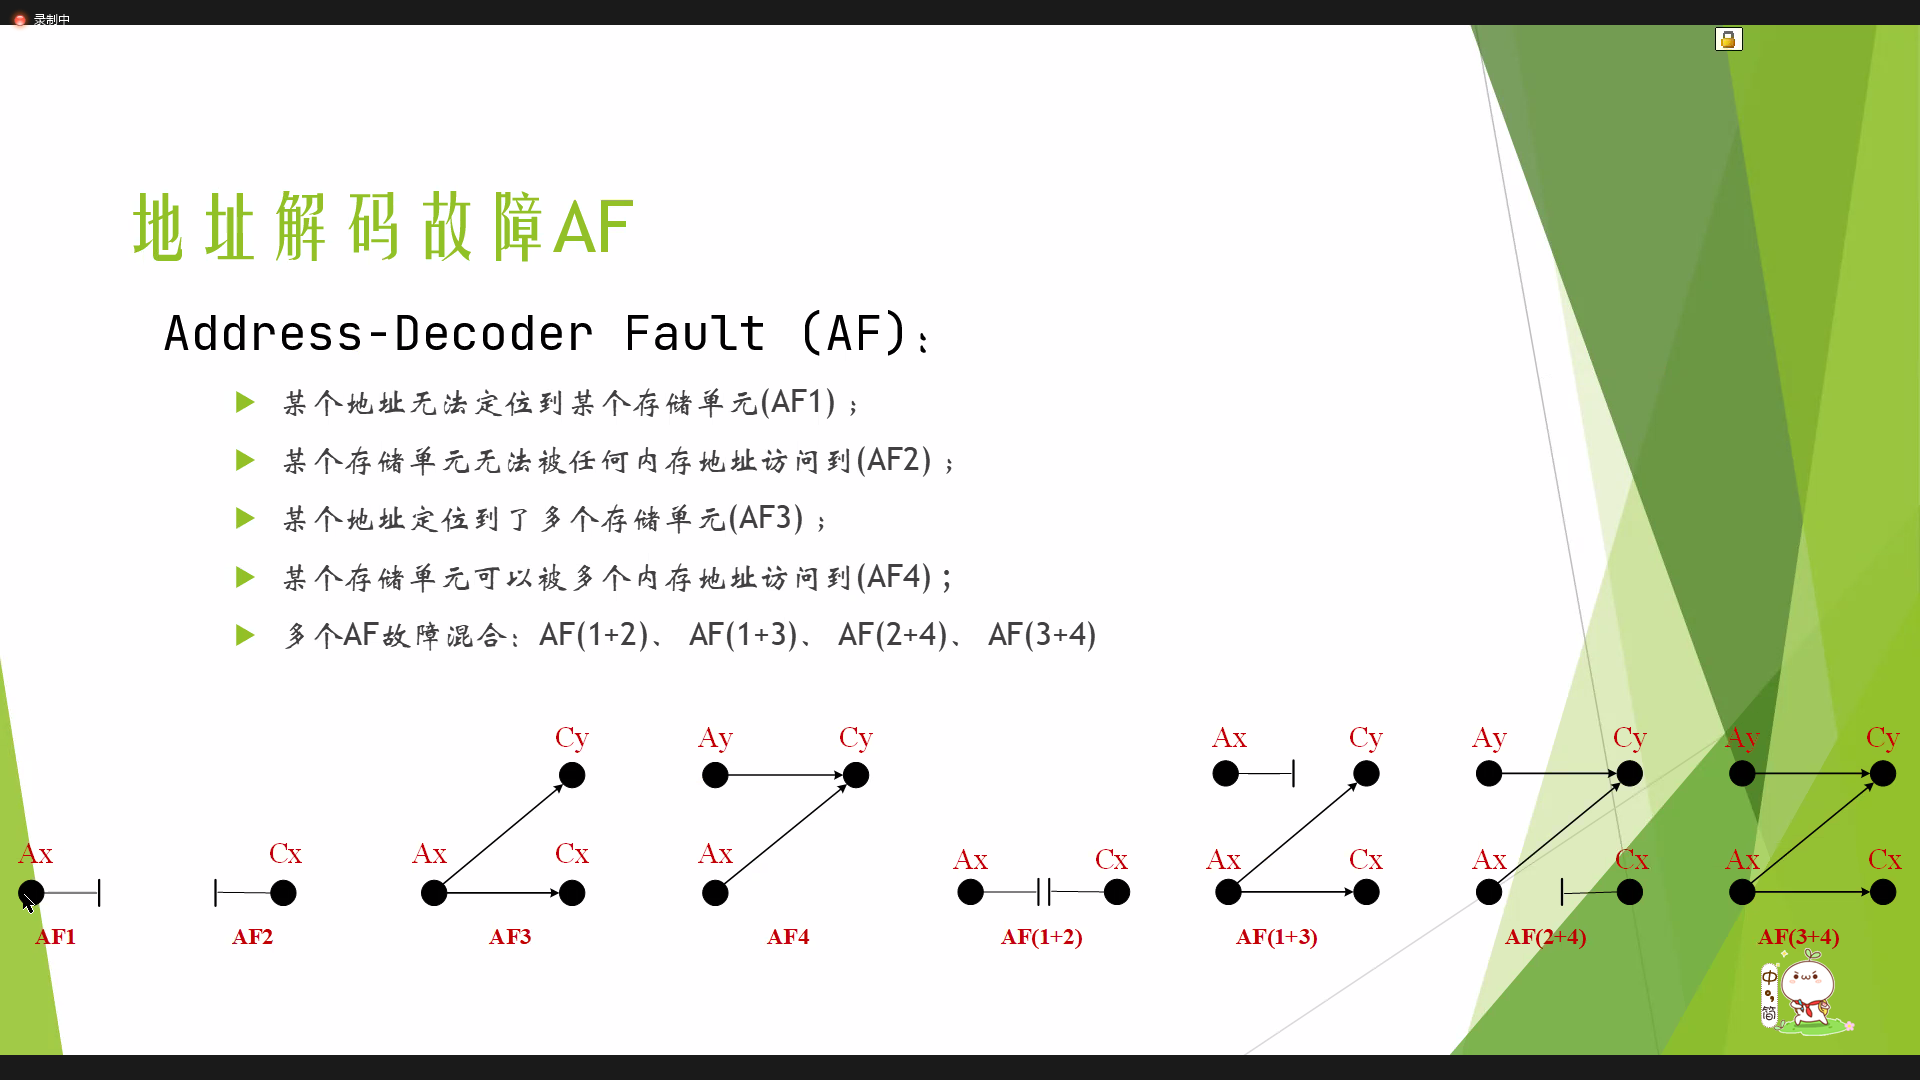 录制中
地址解码故障AF
Address-Decoder Fault (AF)：
某个地址无法定位到某个存储单元(AF1)；
某个存储单元无法被任何内存地址访问到(AF2)；
某个地址定位到了多个存储单元(AF3)；
某个存储单元可以被多个内存地址访问到(AF4)；
多个AF故障混合：AF(1+2)、 AF(1+3)、 AF(2+4)、 AF(3+4)
Cy Ay Cy Ax Cy Ay Cy Ay Cy
Ax Cx Ax Cx Ax Ax Cx Ax Cx Ax Cx Ax Cx
AF1 AF2 AF3 AF4 AF(1+2) AF(1+3) AF(2+4) AF(3+4)
中
简